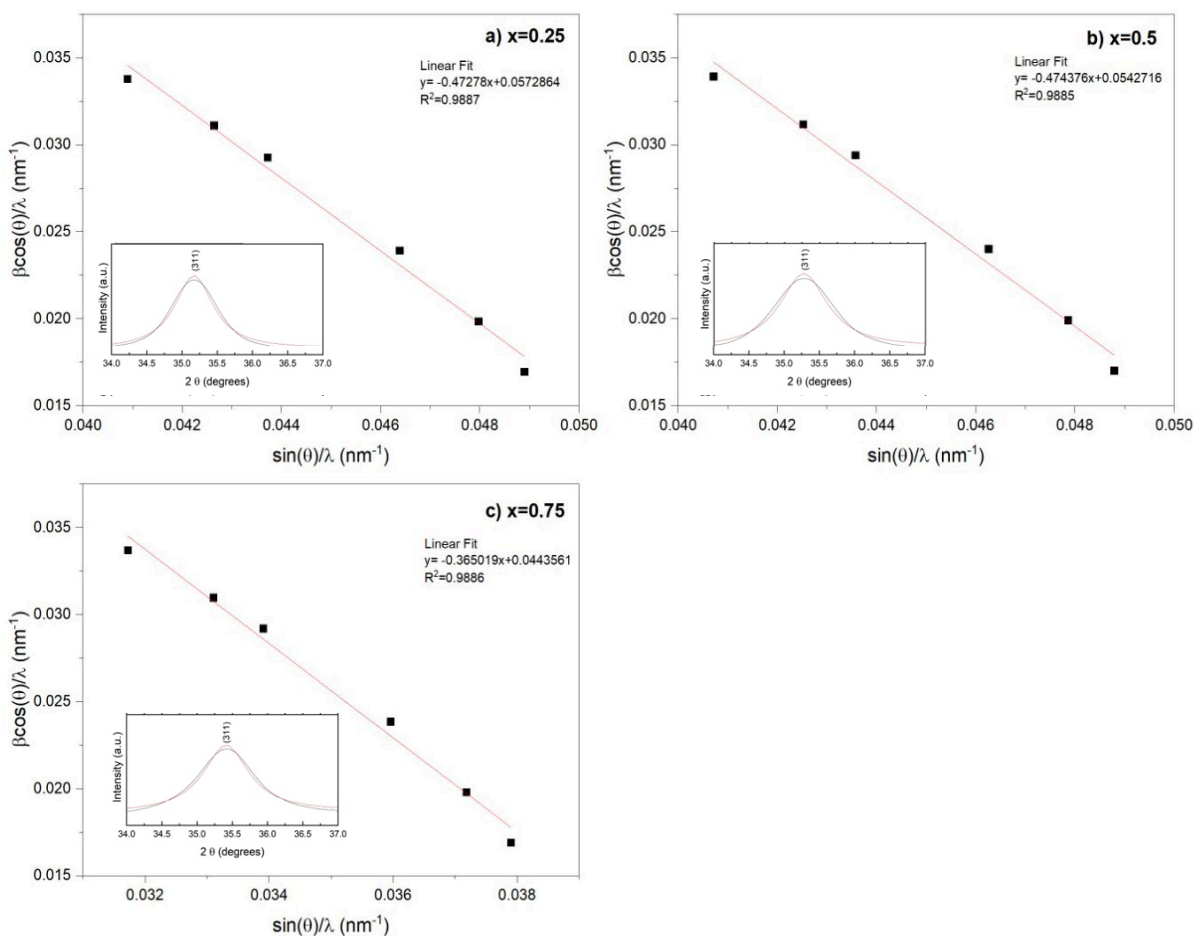 a) x=0.25
Linear Fit
y= -0.47278x+0.0572864
R²=0.9887
0.035
0.030
0.025
0.020
0.015
βcos(θ)/λ (nm⁻¹)
(311)
Intensity (a.u.)
34.0 34.5 35.0 35.5 36.0 36.5 37.0
2 θ (degrees)
0.040 0.042 0.044 0.046 0.048 0.050
sin(θ)/λ (nm⁻¹)
b) x=0.5
Linear Fit
y= -0.474376x+0.0542716
R²=0.9885
0.035
0.030
0.025
0.020
0.015
βcos(θ)/λ (nm⁻¹)
(311)
Intensity (a.u.)
34.0 34.5 35.0 35.5 36.0 36.5 37.0
2 θ (degrees)
0.040 0.042 0.044 0.046 0.048 0.050
sin(θ)/λ (nm⁻¹)
c) x=0.75
Linear Fit
y= -0.365019x+0.0443561
R²=0.9886
0.035
0.030
0.025
0.020
0.015
βcos(θ)/λ (nm⁻¹)
(311)
Intensity (a.u.)
34.0 34.5 35.0 35.5 36.0 36.5 37.0
2 θ (degrees)
0.032 0.034 0.036 0.038
sin(θ)/λ (nm⁻¹)